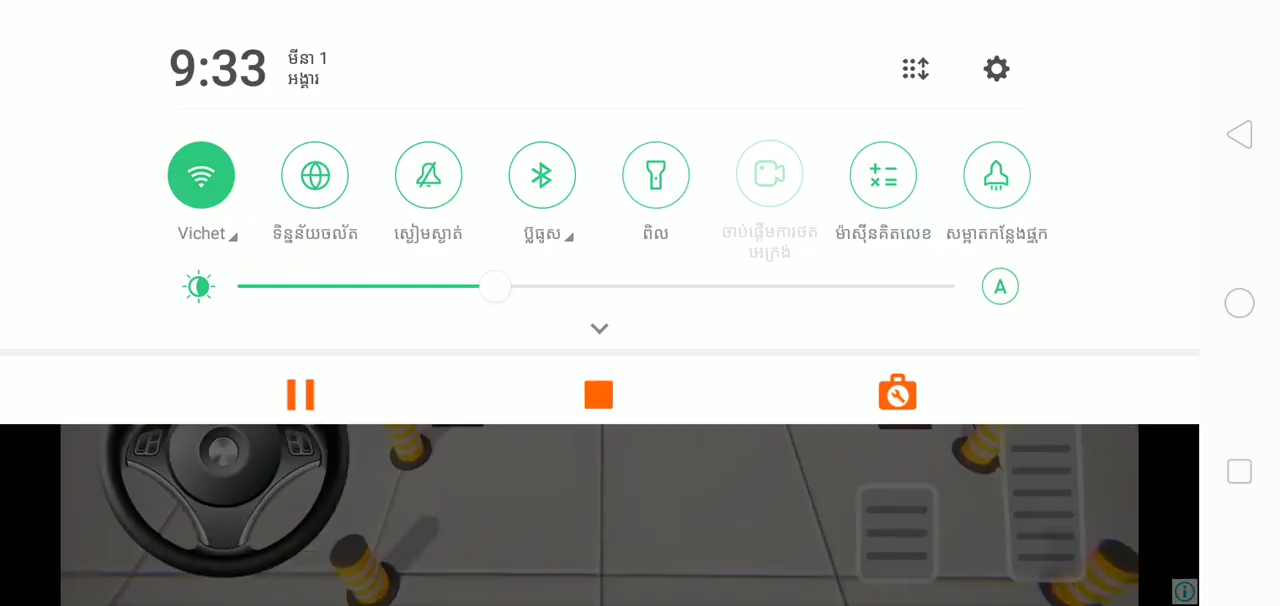 9:33
មីនា 1
អង្គារ
Vichet
ទិន្នន័យចល័ត
ស្ងៀមស្ងាត់
ប៊្លូធូស
ពិល
ចាប់ផ្ដើមការថត
អេក្រង់
ម៉ាស៊ីនគិតលេខ
សម្អាតកន្លែងផ្ទុក
A